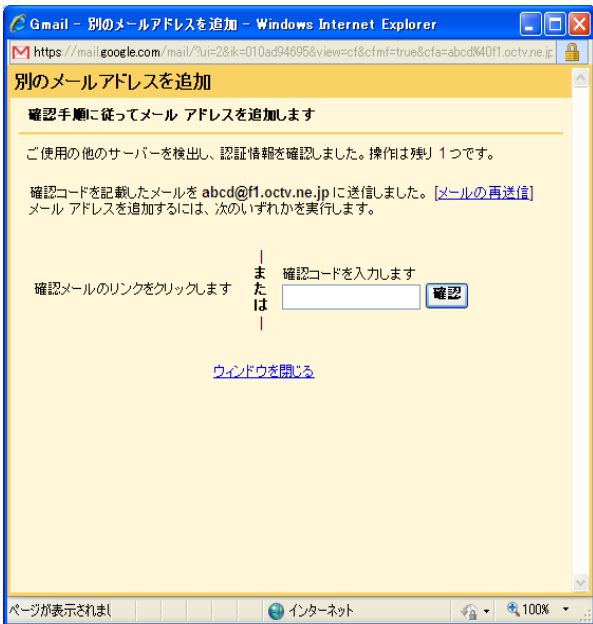 Gmail - 別のメールアドレスを追加 - Windows Internet Explorer
https://mail.google.com/mail/?ui=2&ik=010ad94695&view=cf&cfmf=true&cfa=abcd%40f1.octv.ne.jp
別のメールアドレスを追加
確認手順に従ってメール アドレスを追加します
ご使用の他のサーバーを検出し、認証情報を確認しました。操作は残り 1 つです。
確認コードを記載したメールを abcd@f1.octv.ne.jp に送信しました。[メールの再送信]
メール アドレスを追加するには、次のいずれかを実行します。
確認メールのリンクをクリックします
|
または
|
確認コードを入力します
確認
ウィンドウを閉じる
ページが表示されまし
インターネット
100%